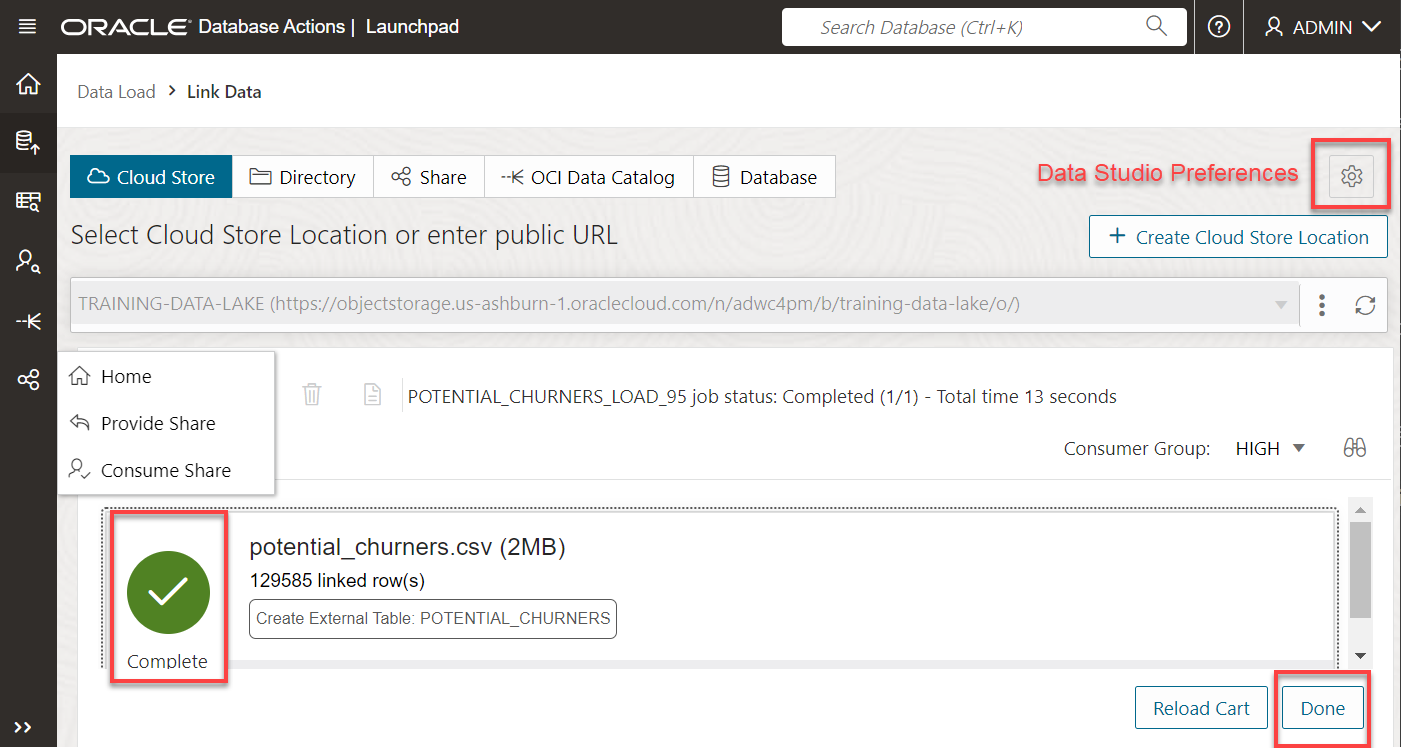 ORACLE® Database Actions | Launchpad
Search Database (Ctrl+K)
ADMIN
Data Load > Link Data
Cloud Store
Directory
Share
OCI Data Catalog
Database
Data Studio Preferences
Select Cloud Store Location or enter public URL
+ Create Cloud Store Location
TRAINING-DATA-LAKE (https://objectstorage.us-ashburn-1.oraclecloud.com/n/adwc4pm/b/training-data-lake/o/)
Home
Provide Share
Consume Share
POTENTIAL_CHURNERS_LOAD_95 job status: Completed (1/1) - Total time 13 seconds
Consumer Group: HIGH
potential_churners.csv (2MB)
129585 linked row(s)
Create External Table: POTENTIAL_CHURNERS
Complete
Reload Cart
Done